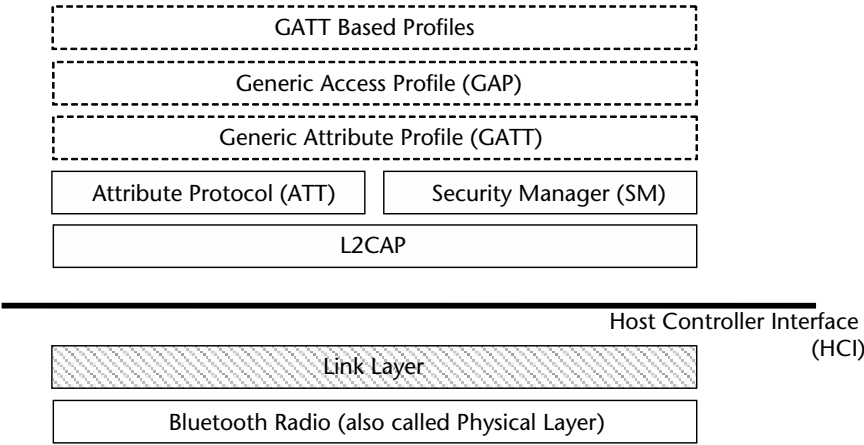 GATT Based Profiles
Generic Access Profile (GAP)
Generic Attribute Profile (GATT)
Attribute Protocol (ATT)
Security Manager (SM)
L2CAP
Host Controller Interface
(HCI)
Link Layer
Bluetooth Radio (also called Physical Layer)